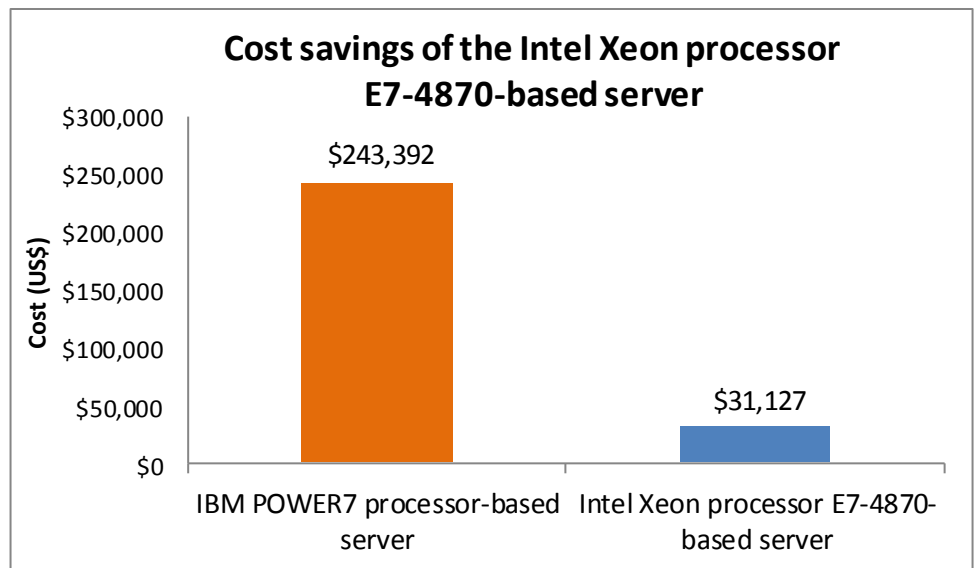 Cost savings of the Intel Xeon processor
E7-4870-based server
$300,000
$250,000
$200,000
$150,000
$100,000
$50,000
$0
Cost (US$)
$243,392
$31,127
IBM POWER7 processor-based
server
Intel Xeon processor E7-4870-
based server